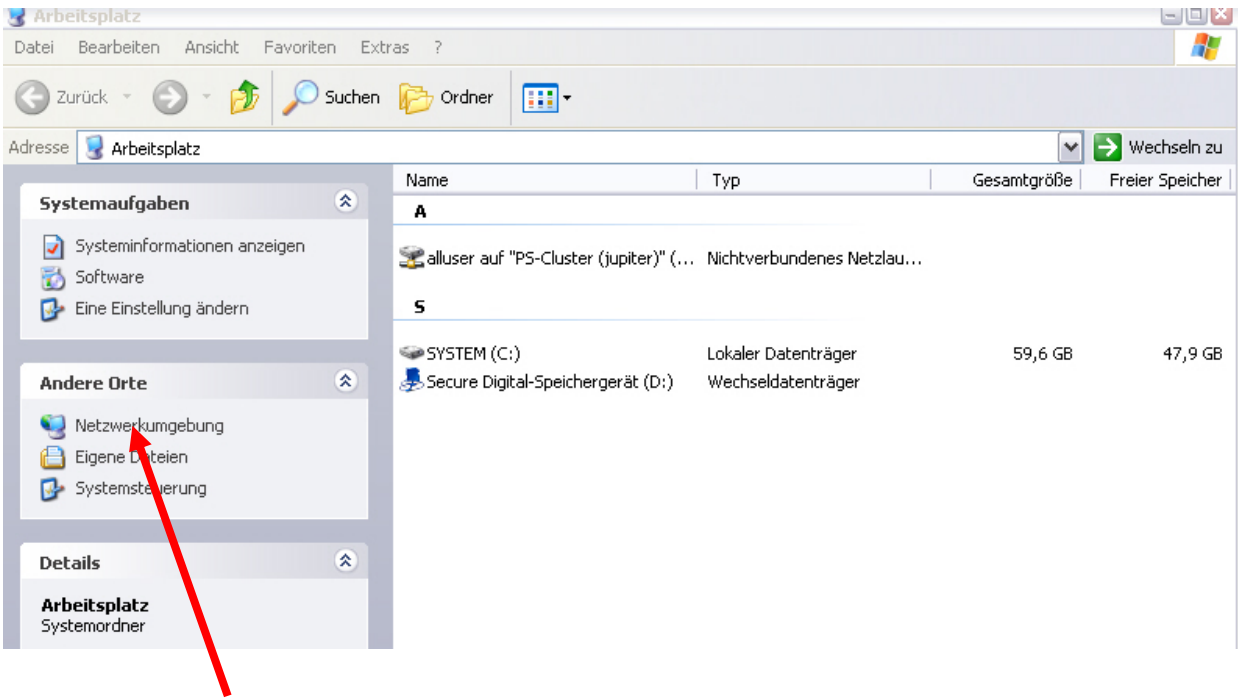 Arbeitsplatz
Datei Bearbeiten Ansicht Favoriten Extras ?
Zurück Suchen Ordner
Adresse Arbeitsplatz Wechseln zu
Name Typ Gesamtgröße Freier Speicher
Systemaufgaben
Systeminformationen anzeigen
Software
Eine Einstellung ändern
Andere Orte
Netzwerkumgebung
Eigene Dateien
Systemsteuerung
Details
Arbeitsplatz
Systemordner
A
alluser auf "PS-Cluster (jupiter)" (... Nichtverbundenes Netzlau...
S
SYSTEM (C:) Lokaler Datenträger 59,6 GB 47,9 GB
Secure Digital-Speichergerät (D:) Wechseldatenträger